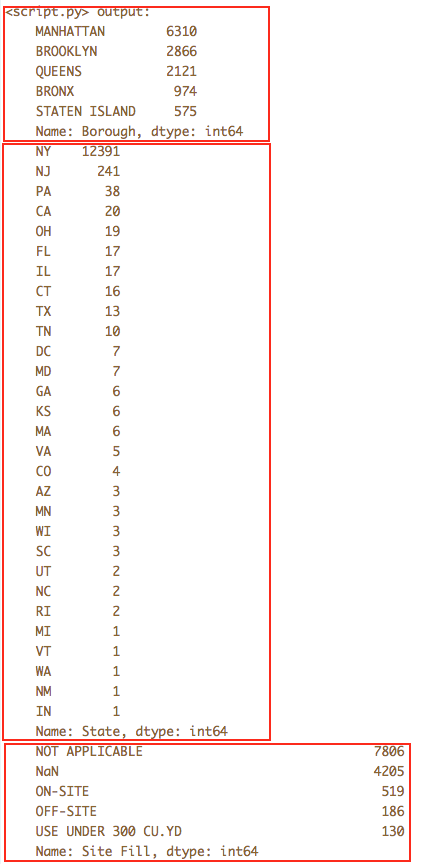 <script.py> output:
MANHATTAN 6310
BROOKLYN 2866
QUEENS 2121
BRONX 974
STATEN ISLAND 575
Name: Borough, dtype: int64
NY 12391
NJ 241
PA 38
CA 20
OH 19
FL 17
IL 17
CT 16
TX 13
TN 10
DC 7
MD 7
GA 6
KS 6
MA 6
VA 5
CO 4
AZ 3
MN 3
WI 3
SC 3
UT 2
NC 2
RI 2
MI 1
VT 1
WA 1
NM 1
IN 1
Name: State, dtype: int64
NOT APPLICABLE 7806
NaN 4205
ON-SITE 519
OFF-SITE 186
USE UNDER 300 CU.YD 130
Name: Site Fill, dtype: int64